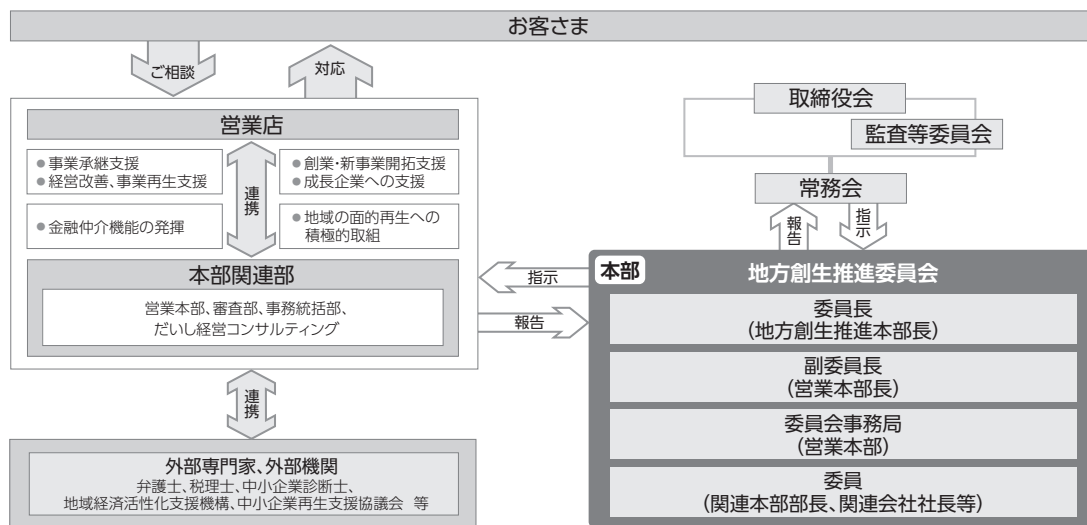 お客さま
ご相談
対応
営業店
●事業承継支援
●経営改善、事業再生支援
●創業・新事業開拓支援
●成長企業への支援
連携
●金融仲介機能の発揮
●地域の面的再生への
積極的取組
本部関連部
営業本部、審査部、事務統括部、
だいし経営コンサルティング
連携
外部専門家、外部機関
弁護士、税理士、中小企業診断士、
地域経済活性化支援機構、中小企業再生支援協議会 等
指示
報告
取締役会
監査等委員会
常務会
報告
指示
本部
地方創生推進委員会
委員長
(地方創生推進本部長)
副委員長
(営業本部長)
委員会事務局
(営業本部)
委員
(関連本部部長、関連会社社長等)